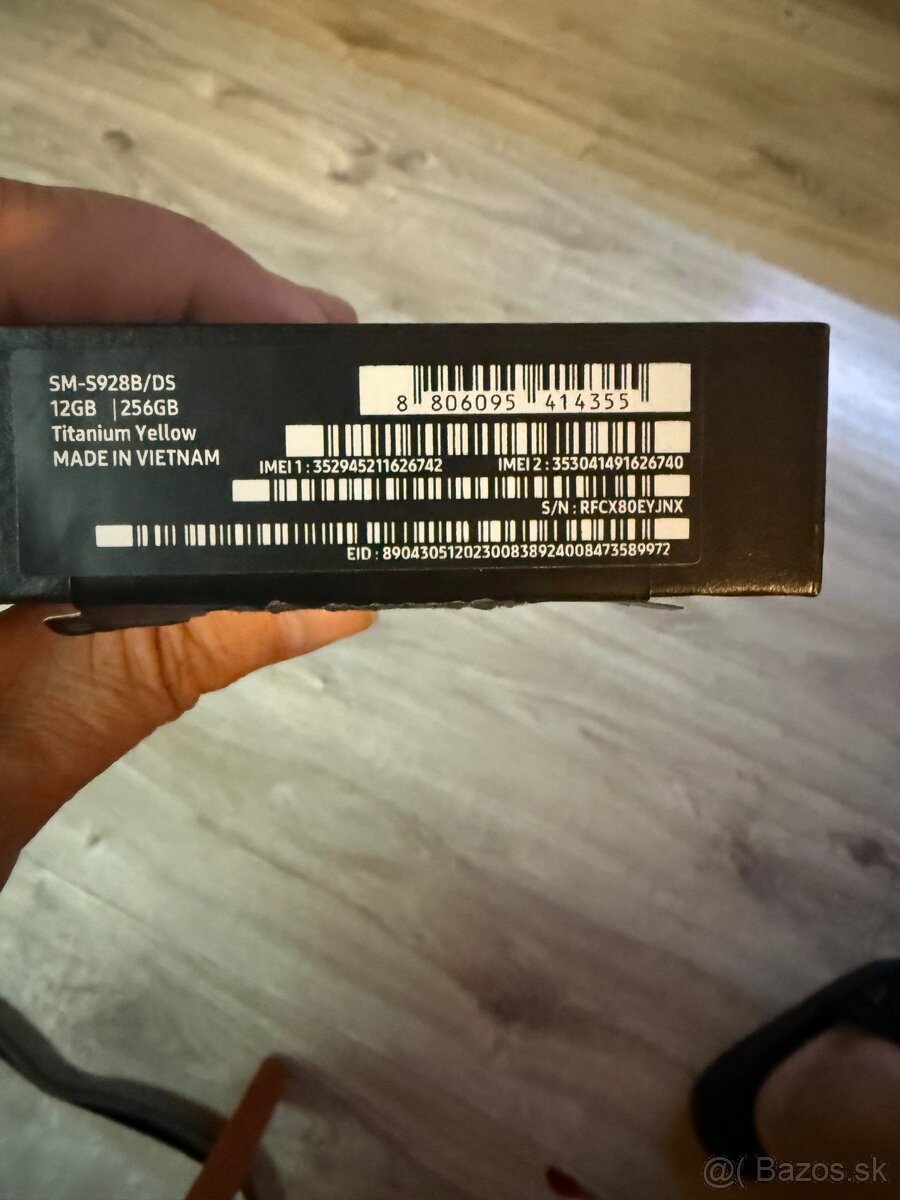 SM-S928B/DS
12GB | 256GB
Titanium Yellow
MADE IN VIETNAM
8 806095 414355
IMEI 1 : 352945211626742 IMEI 2 : 353041491626740
S/N : RFCX80EYJNX
EID : 89043051202300838924008473589972
@( Bazos.sk